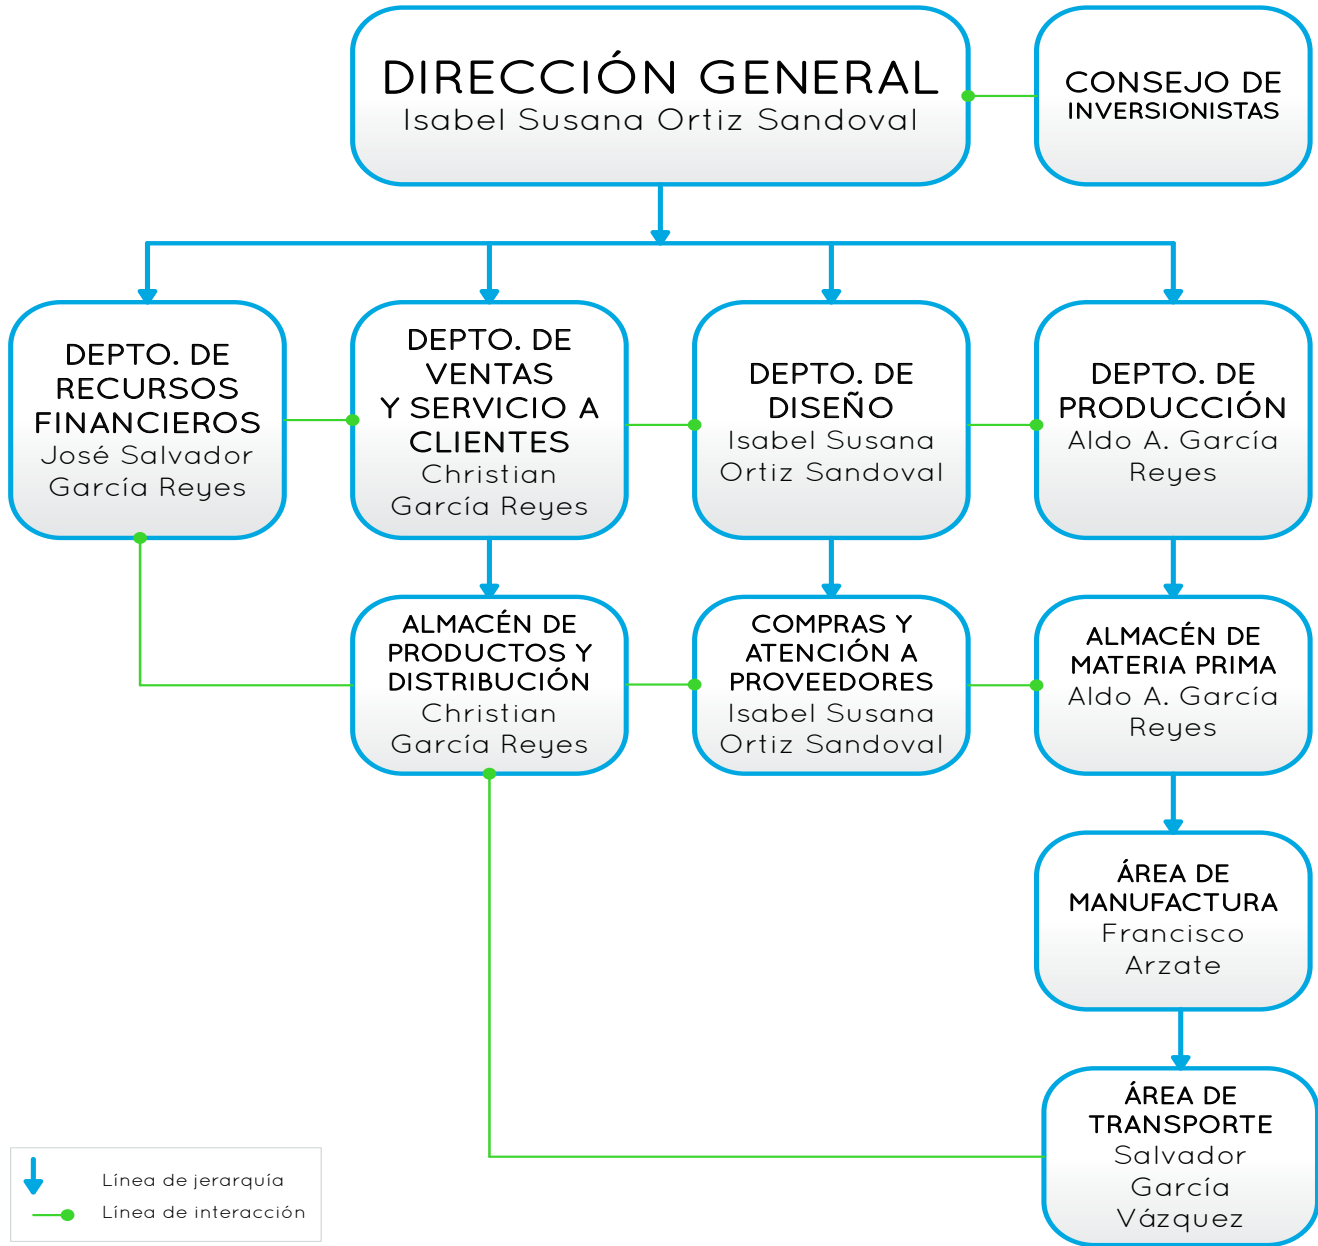 DIRECCIÓN GENERAL
Isabel Susana Ortiz Sandoval
CONSEJO DE
INVERSIONISTAS
DEPTO. DE
RECURSOS
FINANCIEROS
José Salvador
García Reyes
DEPTO. DE
VENTAS
Y SERVICIO A
CLIENTES
Christian
García Reyes
DEPTO. DE
DISEÑO
Isabel Susana
Ortiz Sandoval
DEPTO. DE
PRODUCCIÓN
Aldo A. García
Reyes
ALMACÉN DE
PRODUCTOS Y
DISTRIBUCIÓN
Christian
García Reyes
COMPRAS Y
ATENCIÓN A
PROVEEDORES
Isabel Susana
Ortiz Sandoval
ALMACÉN DE
MATERIA PRIMA
Aldo A. García
Reyes
ÁREA DE
MANUFACTURA
Francisco
Arzate
ÁREA DE
TRANSPORTE
Salvador
García
Vázquez
Línea de jerarquía
Línea de interacción